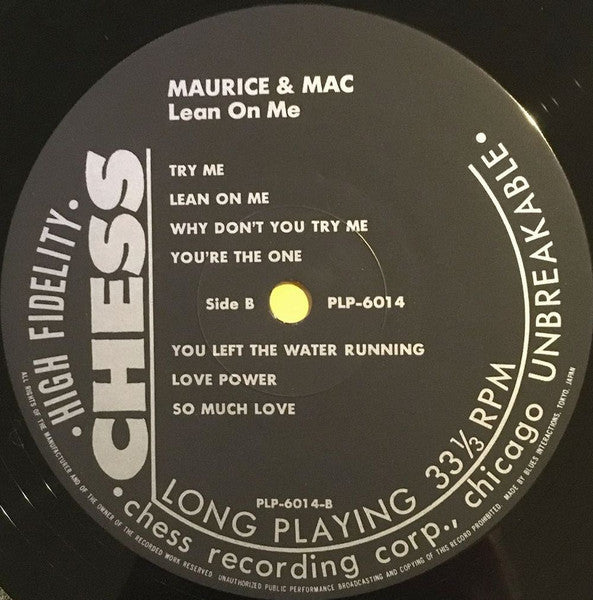 MAURICE & MAC
Lean On Me
TRY ME
LEAN ON ME
WHY DON'T YOU TRY ME
YOU'RE THE ONE
Side B PLP-6014
YOU LEFT THE WATER RUNNING
LOVE POWER
SO MUCH LOVE
PLP-6014-B
• HIGH FIDELITY •
CHESS
LONG PLAYING 33 1/3 RPM
• chess recording corp., chicago UNBREAKABLE •
ALL RIGHTS OF THE MANUFACTURER AND OF THE OWNER OF THE RECORDED WORK RESERVED. UNAUTHORIZED PUBLIC PERFORMANCE BROADCASTING AND COPYING OF THIS RECORD PROHIBITED. MADE BY BLUES INTERACTIONS, TOKYO, JAPAN